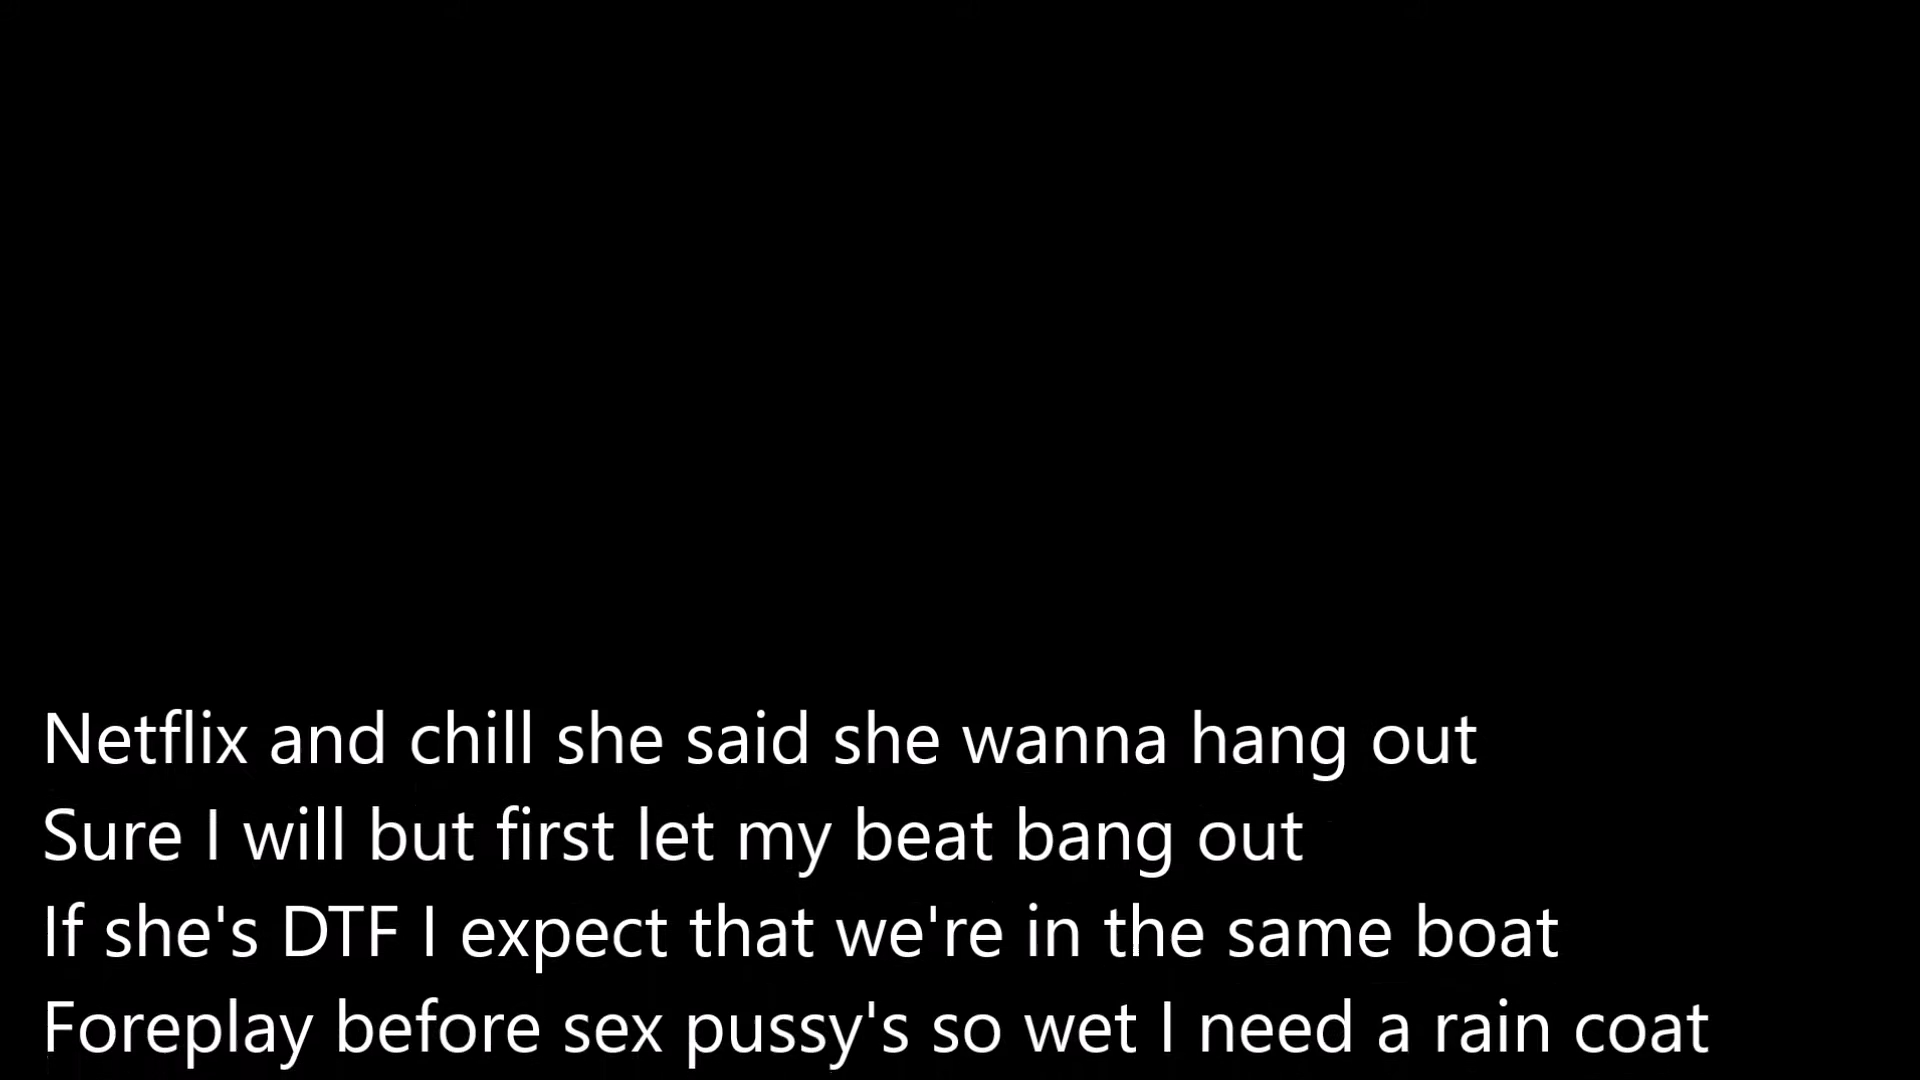 Netflix and chill she said she wanna hang out
Sure I will but first let my beat bang out
If she's DTF I expect that we're in the same boat
Foreplay before sex pussy's so wet I need a rain coat